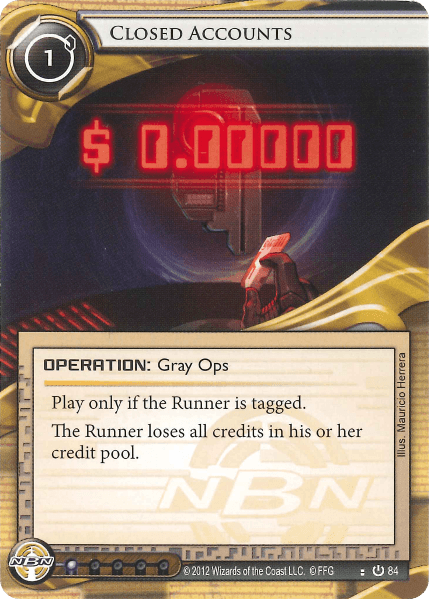 1
CLOSED ACCOUNTS
$ 0.00000
OPERATION: Gray Ops
Play only if the Runner is tagged.
The Runner loses all credits in his or her
credit pool.
NBN
Illus. Mauricio Herrera
NBN
© 2012 Wizards of the Coast LLC. © FFG
84